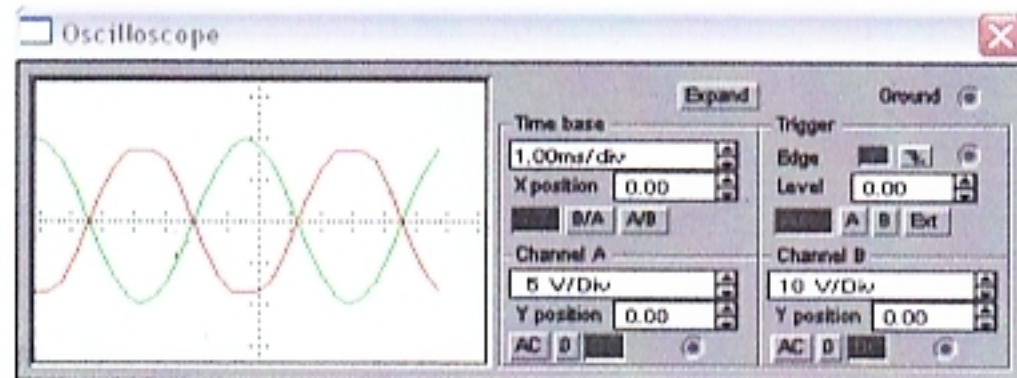 Oscilloscope
Expand
Ground
Time base
1.00ms/div
X position 0.00
B/A A/B
Trigger
Edge
Level 0.00
A B Ext
Channel A
5 V/Div
Y position 0.00
AC 0
Channel B
10 V/Div
Y position 0.00
AC 0